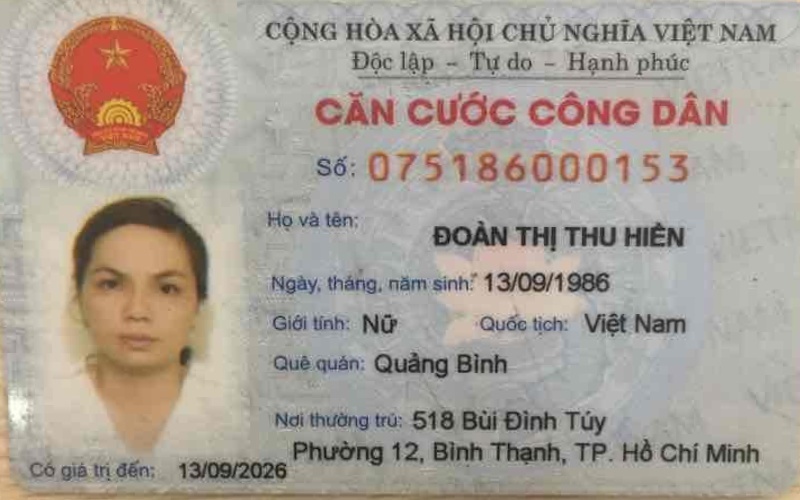 CỘNG HÒA XÃ HỘI CHỦ NGHĨA VIỆT NAM
Độc lập - Tự do - Hạnh phúc
CĂN CƯỚC CÔNG DÂN
Số: 075186000153
Họ và tên:
ĐOÀN THỊ THU HIỀN
Ngày, tháng, năm sinh: 13/09/1986
Giới tính: Nữ Quốc tịch: Việt Nam
Quê quán: Quảng Bình
Nơi thường trú: 518 Bùi Đình Túy
Phường 12, Bình Thạnh, TP. Hồ Chí Minh
Có giá trị đến: 13/09/2026